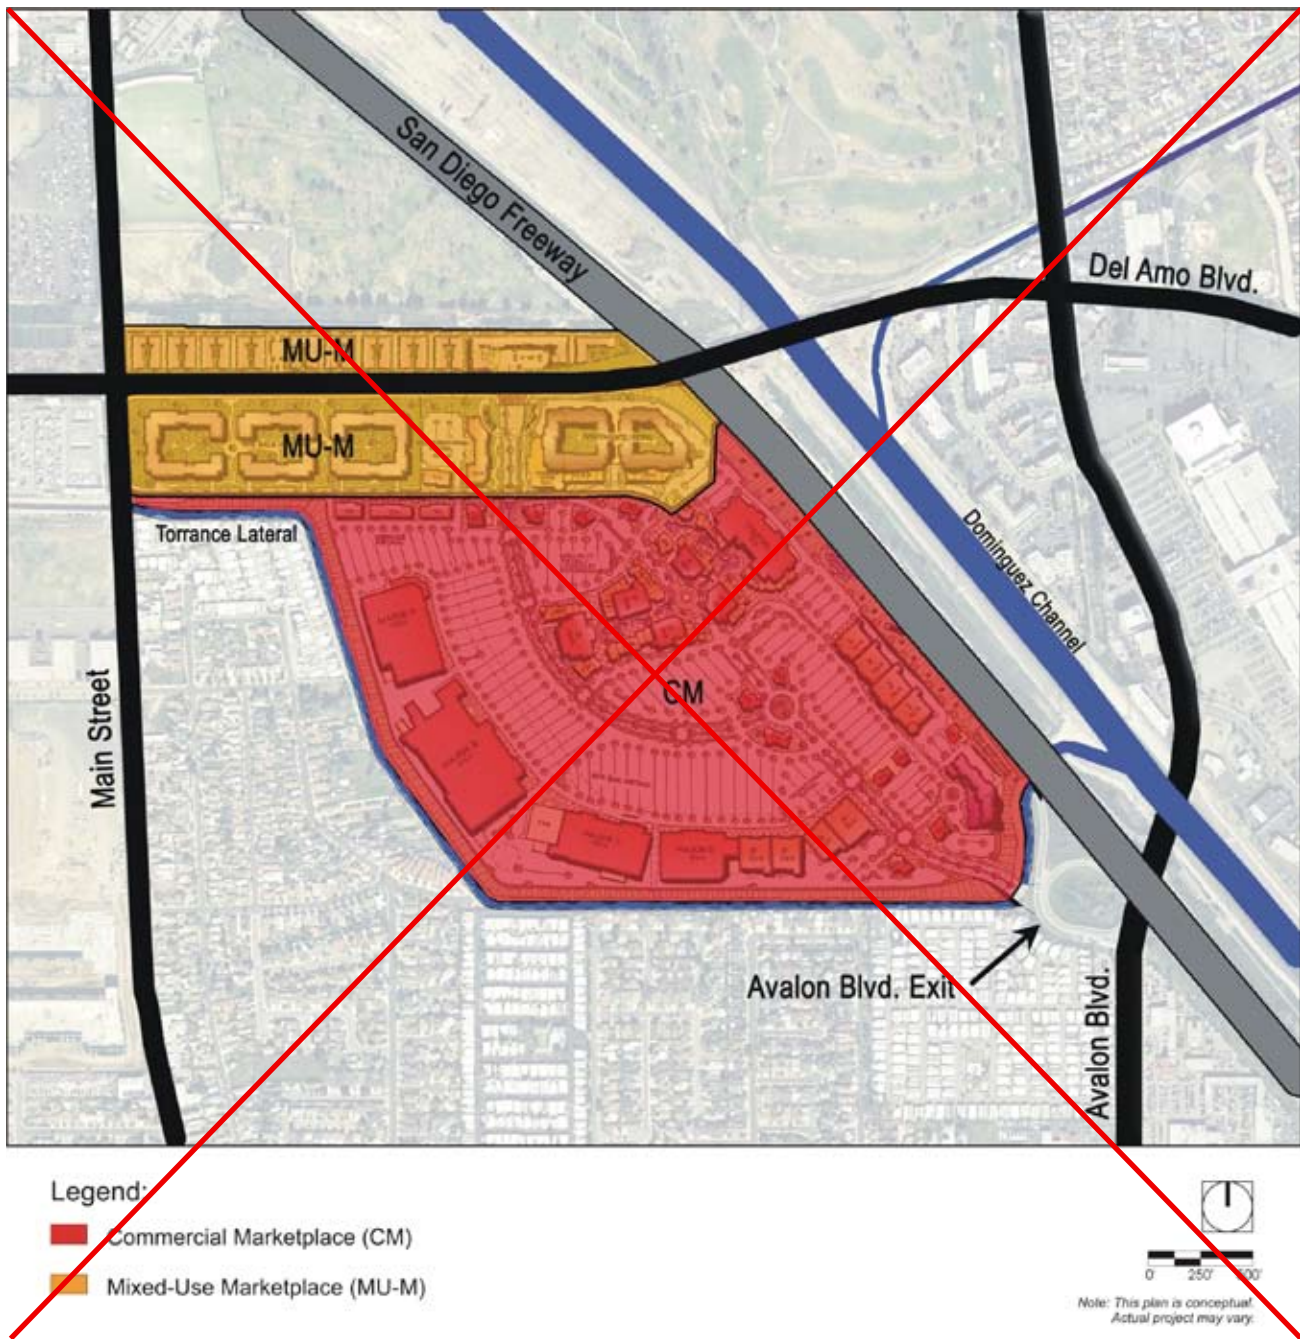 San Diego Freeway
Del Amo Blvd.
MU-M
MU-M
Torrance Lateral
Dominguez Channel
CM
Main Street
Avalon Blvd. Exit
Avalon Blvd.
Legend:
Commercial Marketplace (CM)
Mixed-Use Marketplace (MU-M)
0' 250' 500'
Note: This plan is conceptual.
Actual project may vary.